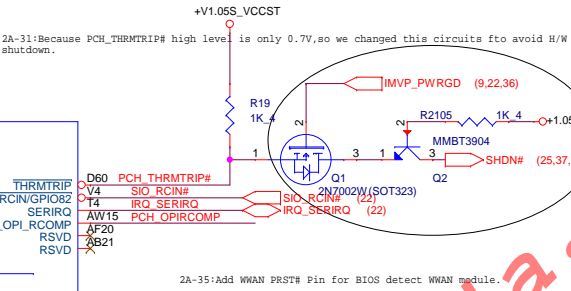 +V1.05S_VCCST
2A-31:Because PCH_THRMTRIP# high level is only 0.7V,so we changed this circuits fto avoid H/W
shutdown.
IMVP_PWRGD (9,22,36)
R19
1K_4
2
2
R2105
1K_4
+1.05
MMBT3904
1
3
1
3
SHDN# (25,37,
Q1
Q2
2N7002W(SOT323)
THRMTRIP
D60
PCH_THRMTRIP#
RCIN/GPIO82
V4
SIO_RCIN#
SIO_RCIN# (22)
SERIRQ
T4
IRQ_SERIRQ
IRQ_SERIRQ (22)
_OPI_RCOMP
AW15
PCH_OPIRCOMP
RSVD
AF20
RSVD
AB21
2A-35:Add WWAN PRST# Pin for BIOS detect WWAN module.